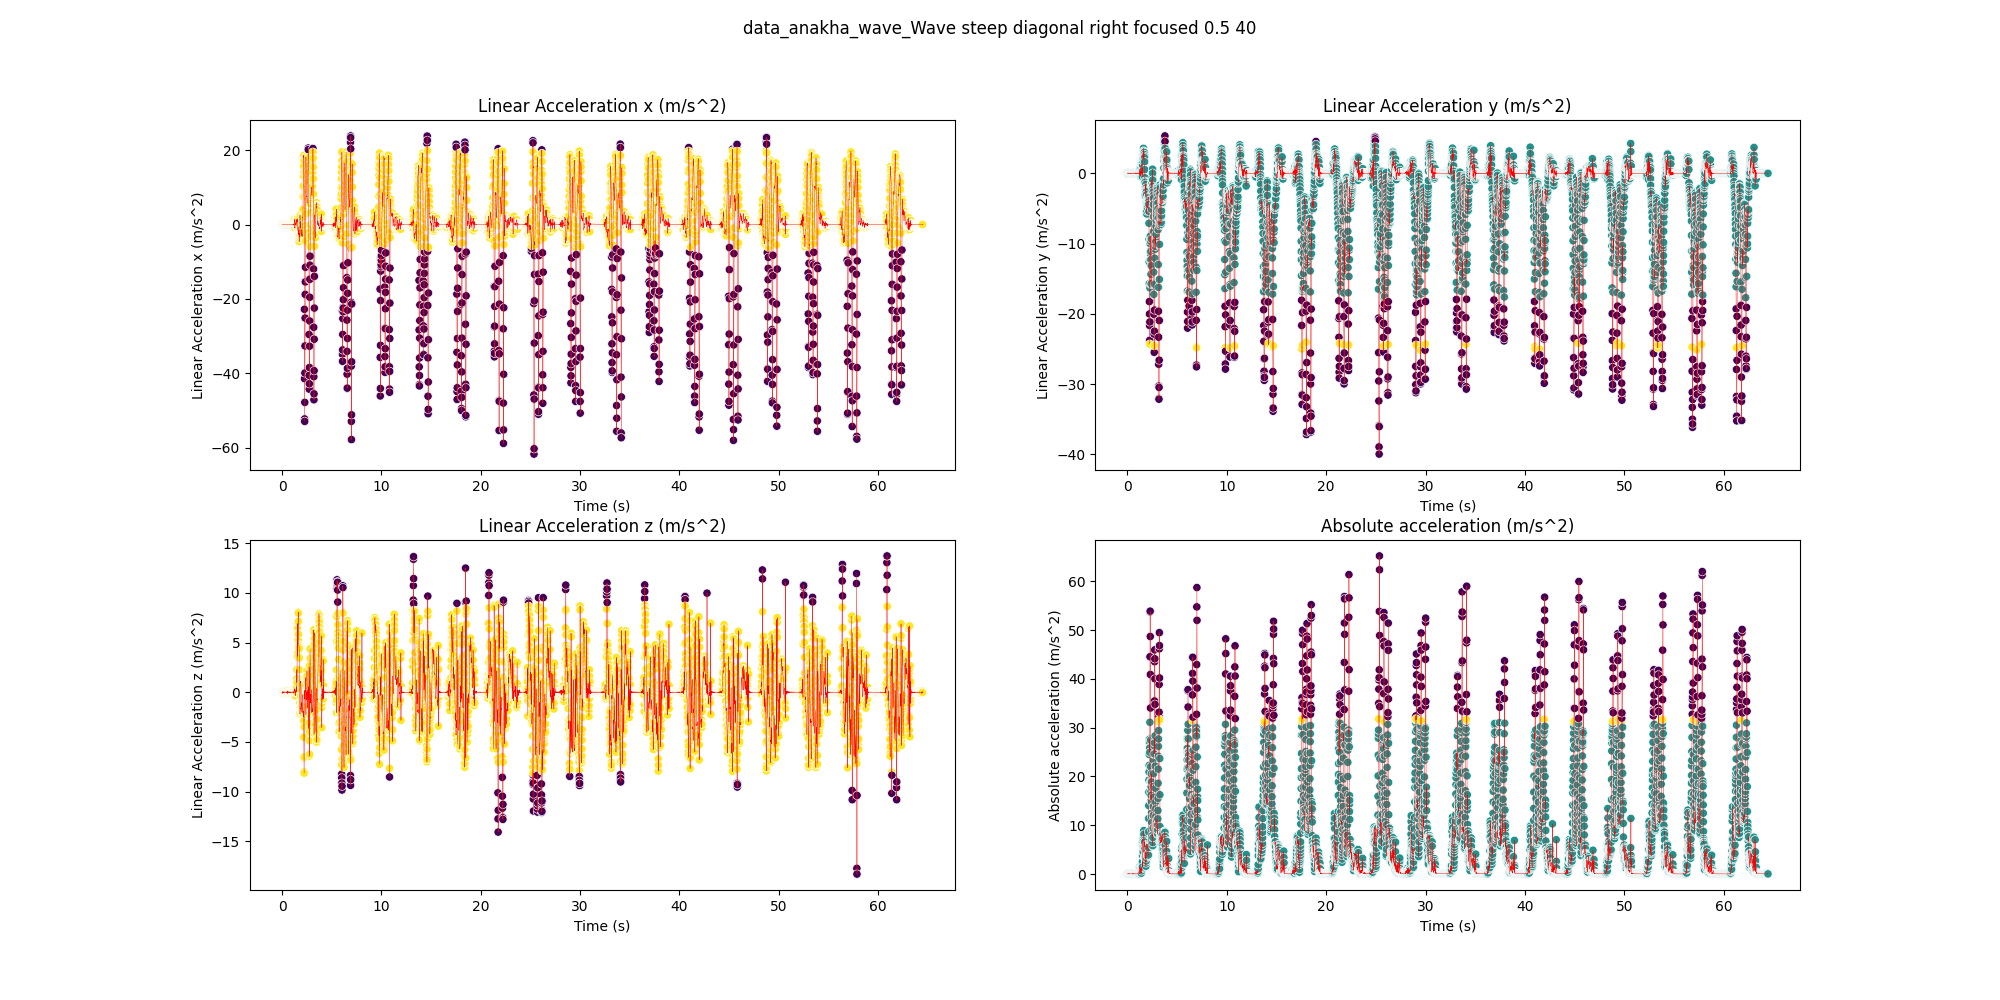 data_anakha_wave_Wave steep diagonal right focused 0.5 40
Linear Acceleration x (m/s^2)
Linear Acceleration x (m/s^2)
20
0
−20
−40
−60
0 10 20 30 40 50 60
Time (s)
Linear Acceleration y (m/s^2)
Linear Acceleration y (m/s^2)
0
−10
−20
−30
−40
0 10 20 30 40 50 60
Time (s)
Linear Acceleration z (m/s^2)
Linear Acceleration z (m/s^2)
15
10
5
0
−5
−10
−15
0 10 20 30 40 50 60
Time (s)
Absolute acceleration (m/s^2)
Absolute acceleration (m/s^2)
60
50
40
30
20
10
0
0 10 20 30 40 50 60
Time (s)